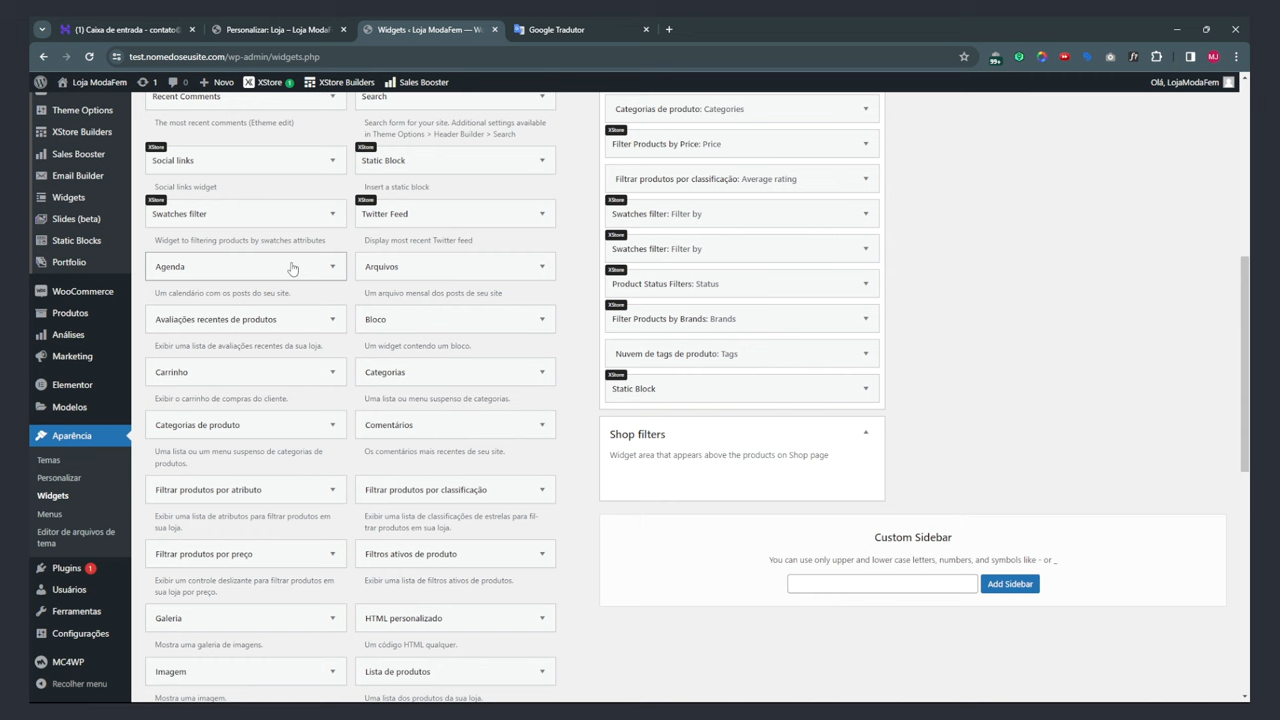 (1) Caixa de entrada - contato@
Personalizar: Loja – Loja ModaF
Widgets ‹ Loja ModaFem — W
Google Tradutor
test.nomedoseusite.com/wp-admin/widgets.php
99+
MJ
Loja ModaFem
1
0
Novo
XStore
1
XStore Builders
Sales Booster
Olá, LojaModaFem
Theme Options
XStore Builders
Sales Booster
Email Builder
Widgets
Slides (beta)
Static Blocks
Portfolio
WooCommerce
Produtos
Análises
Marketing
Elementor
Modelos
Aparência
Temas
Personalizar
Widgets
Menus
Editor de arquivos de
tema
Plugins 1
Usuários
Ferramentas
Configurações
MC4WP
Recolher menu
Recent Comments
The most recent comments (Etheme edit)
Search
Search form for your site. Additional settings available
in Theme Options > Header Builder > Search
XStore
Social links
Social links widget
XStore
Static Block
Insert a static block
XStore
Swatches filter
Widget to filtering products by swatches attributes
XStore
Twitter Feed
Display most recent Twitter feed
Agenda
Um calendário com os posts do seu site.
Arquivos
Um arquivo mensal dos posts de seu site
Avaliações recentes de produtos
Exibir uma lista de avaliações recentes da sua loja.
Bloco
Um widget contendo um bloco.
Carrinho
Exibir o carrinho de compras do cliente.
Categorias
Uma lista ou menu suspenso de categorias.
Categorias de produto
Uma lista ou um menu suspenso de categorias de
produtos.
Comentários
Os comentários mais recentes de seu site.
Filtrar produtos por atributo
Exibir uma lista de atributos para filtrar produtos em
sua loja.
Filtrar produtos por classificação
Exibir uma lista de classificações de estrelas para fil-
trar produtos em sua loja.
Filtrar produtos por preço
Exibir um controle deslizante para filtrar produtos em
sua loja por preço.
Filtros ativos de produto
Exibir uma lista de filtros ativos de produtos.
Galeria
Mostra uma galeria de imagens.
HTML personalizado
Um código HTML qualquer.
Imagem
Mostra uma imagem.
Lista de produtos
Uma lista dos produtos da sua loja.
Categorias de produto: Categories
XStore
Filter Products by Price: Price
Filtrar produtos por classificação: Average rating
XStore
Swatches filter: Filter by
XStore
Swatches filter: Filter by
XStore
Product Status Filters: Status
XStore
Filter Products by Brands: Brands
Nuvem de tags de produto: Tags
XStore
Static Block
Shop filters
Widget area that appears above the products on Shop page
Custom Sidebar
You can use only upper and lower case letters, numbers, and symbols like - or _
Add Sidebar